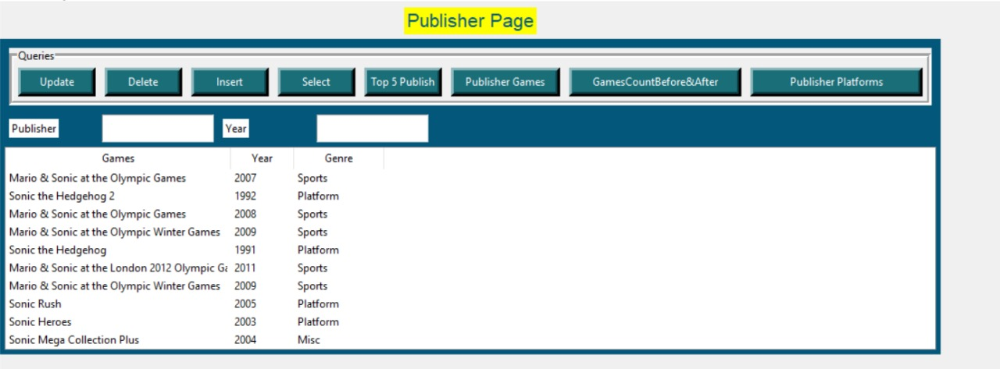 Publisher Page
Queries
Update Delete Insert Select Top 5 Publish Publisher Games GamesCountBefore&After Publisher Platforms
Publisher Year
Games Year Genre
Mario & Sonic at the Olympic Games 2007 Sports
Sonic the Hedgehog 2 1992 Platform
Mario & Sonic at the Olympic Games 2008 Sports
Mario & Sonic at the Olympic Winter Games 2009 Sports
Sonic the Hedgehog 1991 Platform
Mario & Sonic at the London 2012 Olympic Ga 2011 Sports
Mario & Sonic at the Olympic Winter Games 2009 Sports
Sonic Rush 2005 Platform
Sonic Heroes 2003 Platform
Sonic Mega Collection Plus 2004 Misc